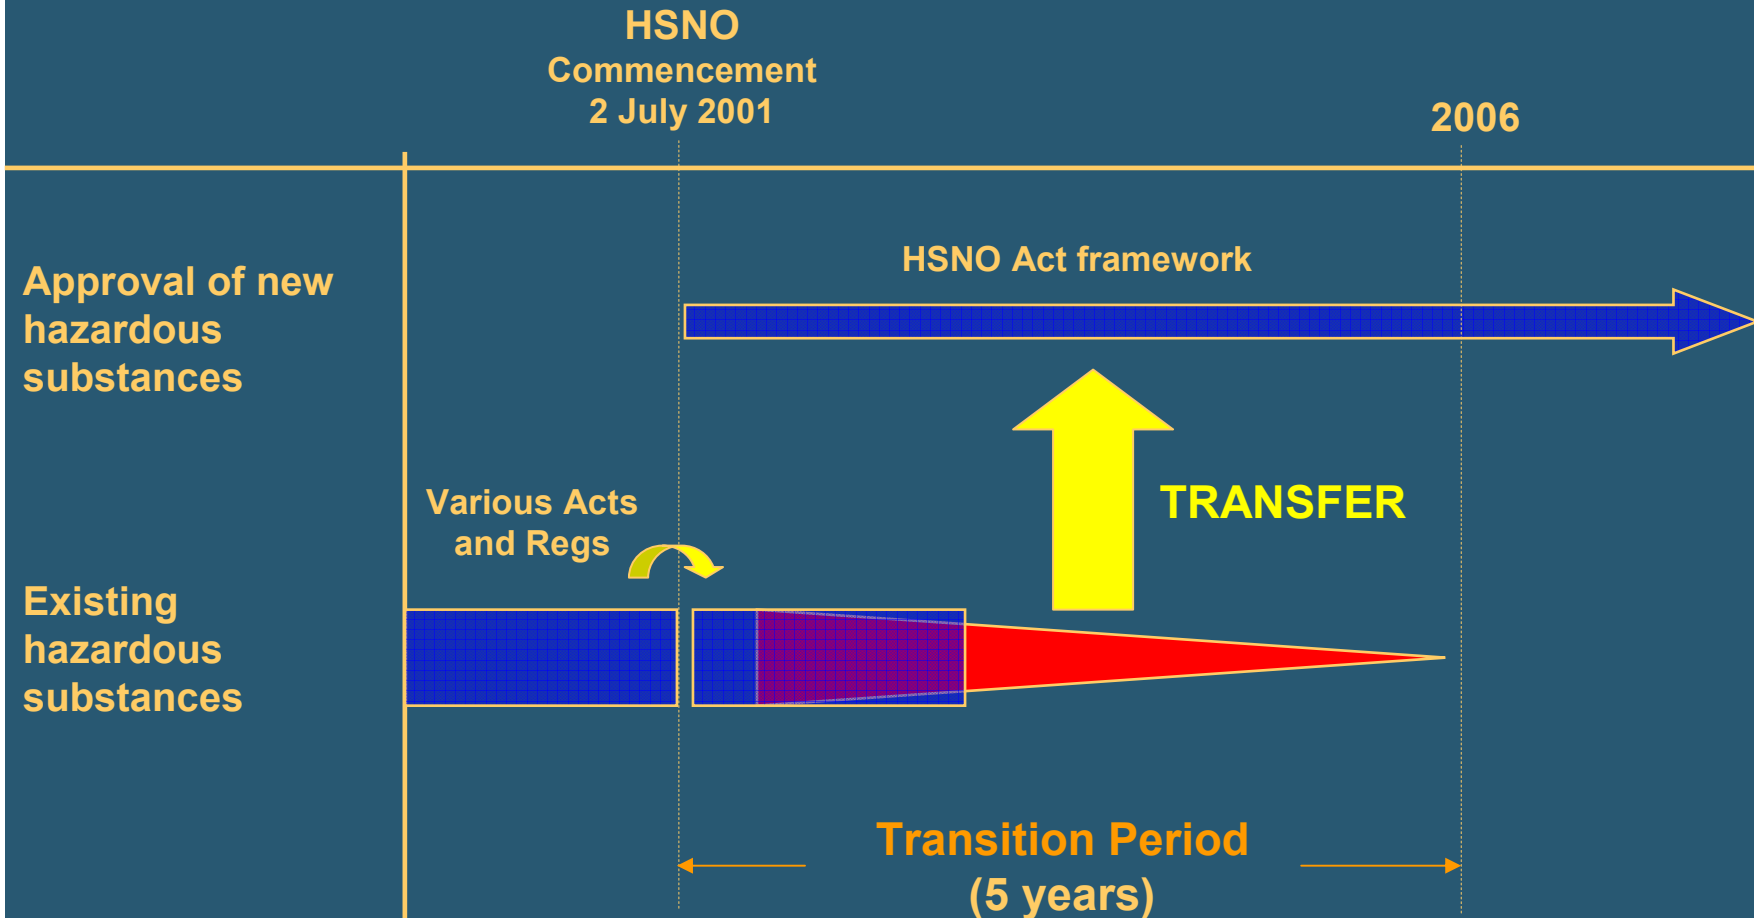 HSNO
Commencement
2 July 2001
2006
Approval of new
hazardous
substances
HSNO Act framework
TRANSFER
Various Acts
and Regs
Existing
hazardous
substances
Transition Period
(5 years)